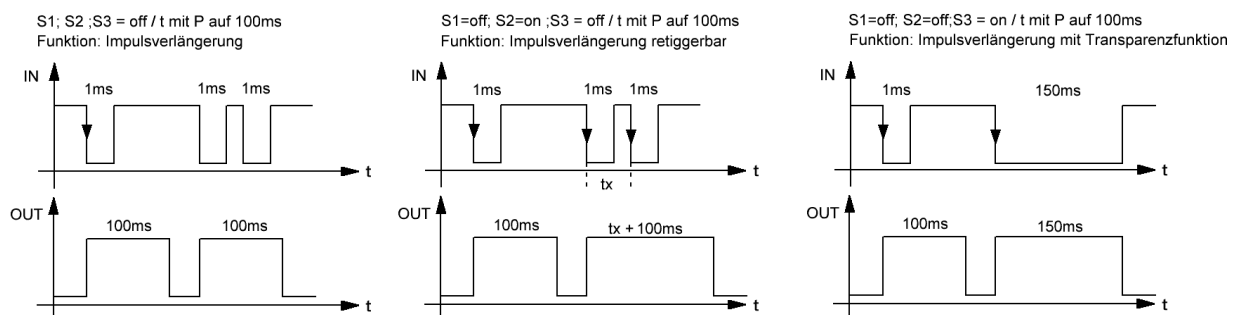 S1; S2 ;S3 = off / t mit P auf 100ms
Funktion: Impulsverlängerung
IN
1ms
1ms
1ms
t
OUT
100ms
100ms
t
S1=off; S2=on ;S3 = off / t mit P auf 100ms
Funktion: Impulsverlängerung retiggerbar
IN
1ms
1ms
1ms
t
tx
OUT
100ms
tx + 100ms
t
S1=off; S2=off;S3 = on / t mit P auf 100ms
Funktion: Impulsverlängerung mit Transparenzfunktion
IN
1ms
150ms
t
OUT
100ms
150ms
t